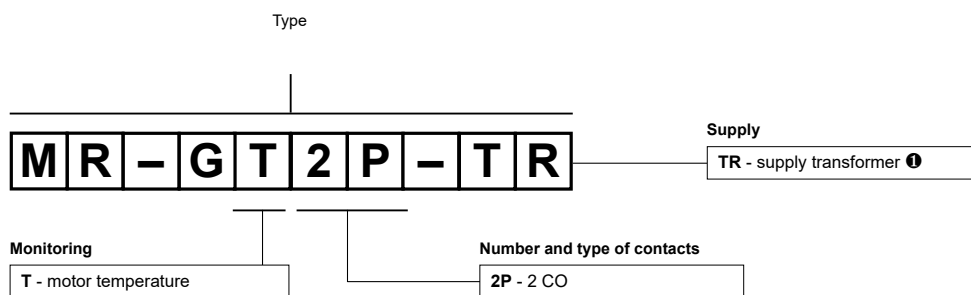 Type
MR–GT2P–TR
Supply
TR - supply transformer ❶
Monitoring
T - motor temperature
Number and type of contacts
2P - 2 CO